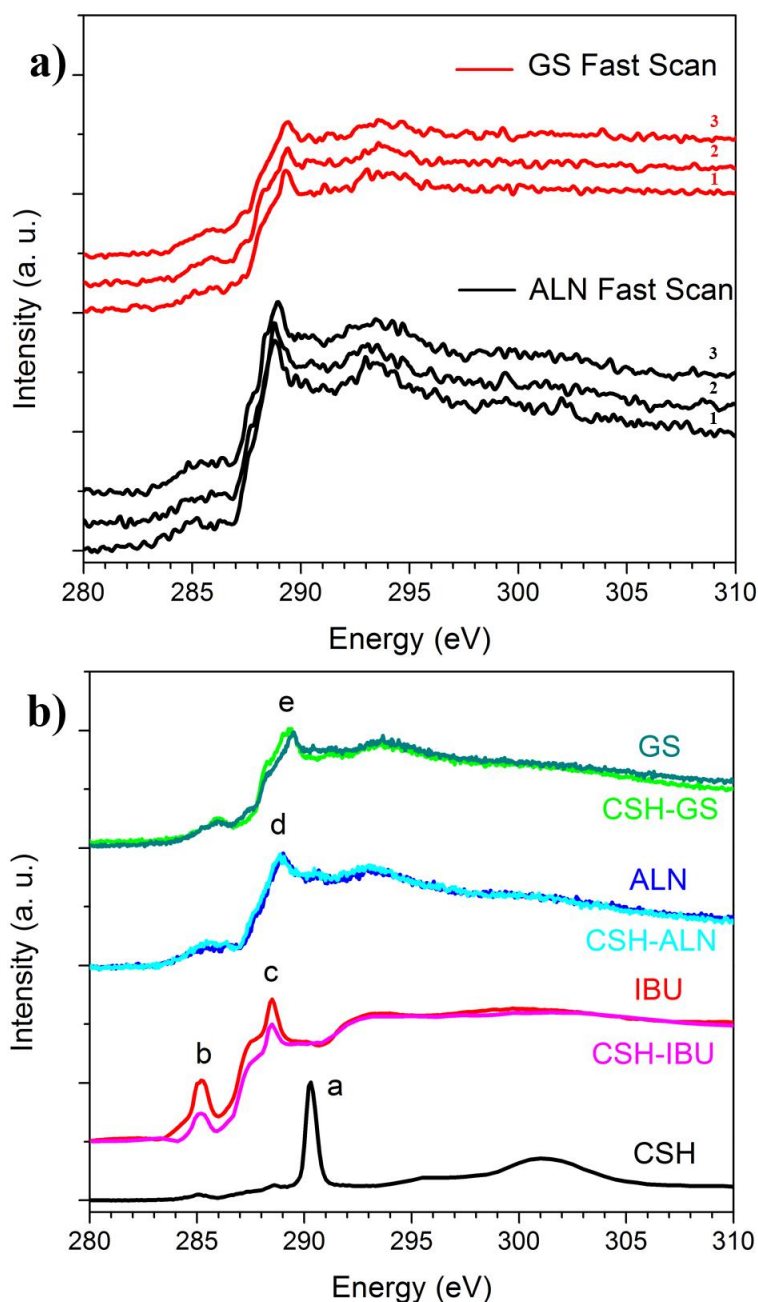 a)
GS Fast Scan
3
2
1
ALN Fast Scan
3
2
1
Intensity (a. u.)
280 285 290 295 300 305 310
Energy (eV)
b)
e
GS
CSH-GS
d
ALN
CSH-ALN
c
IBU
b
CSH-IBU
a
CSH
Intensity (a. u.)
280 285 290 295 300 305 310
Energy (eV)